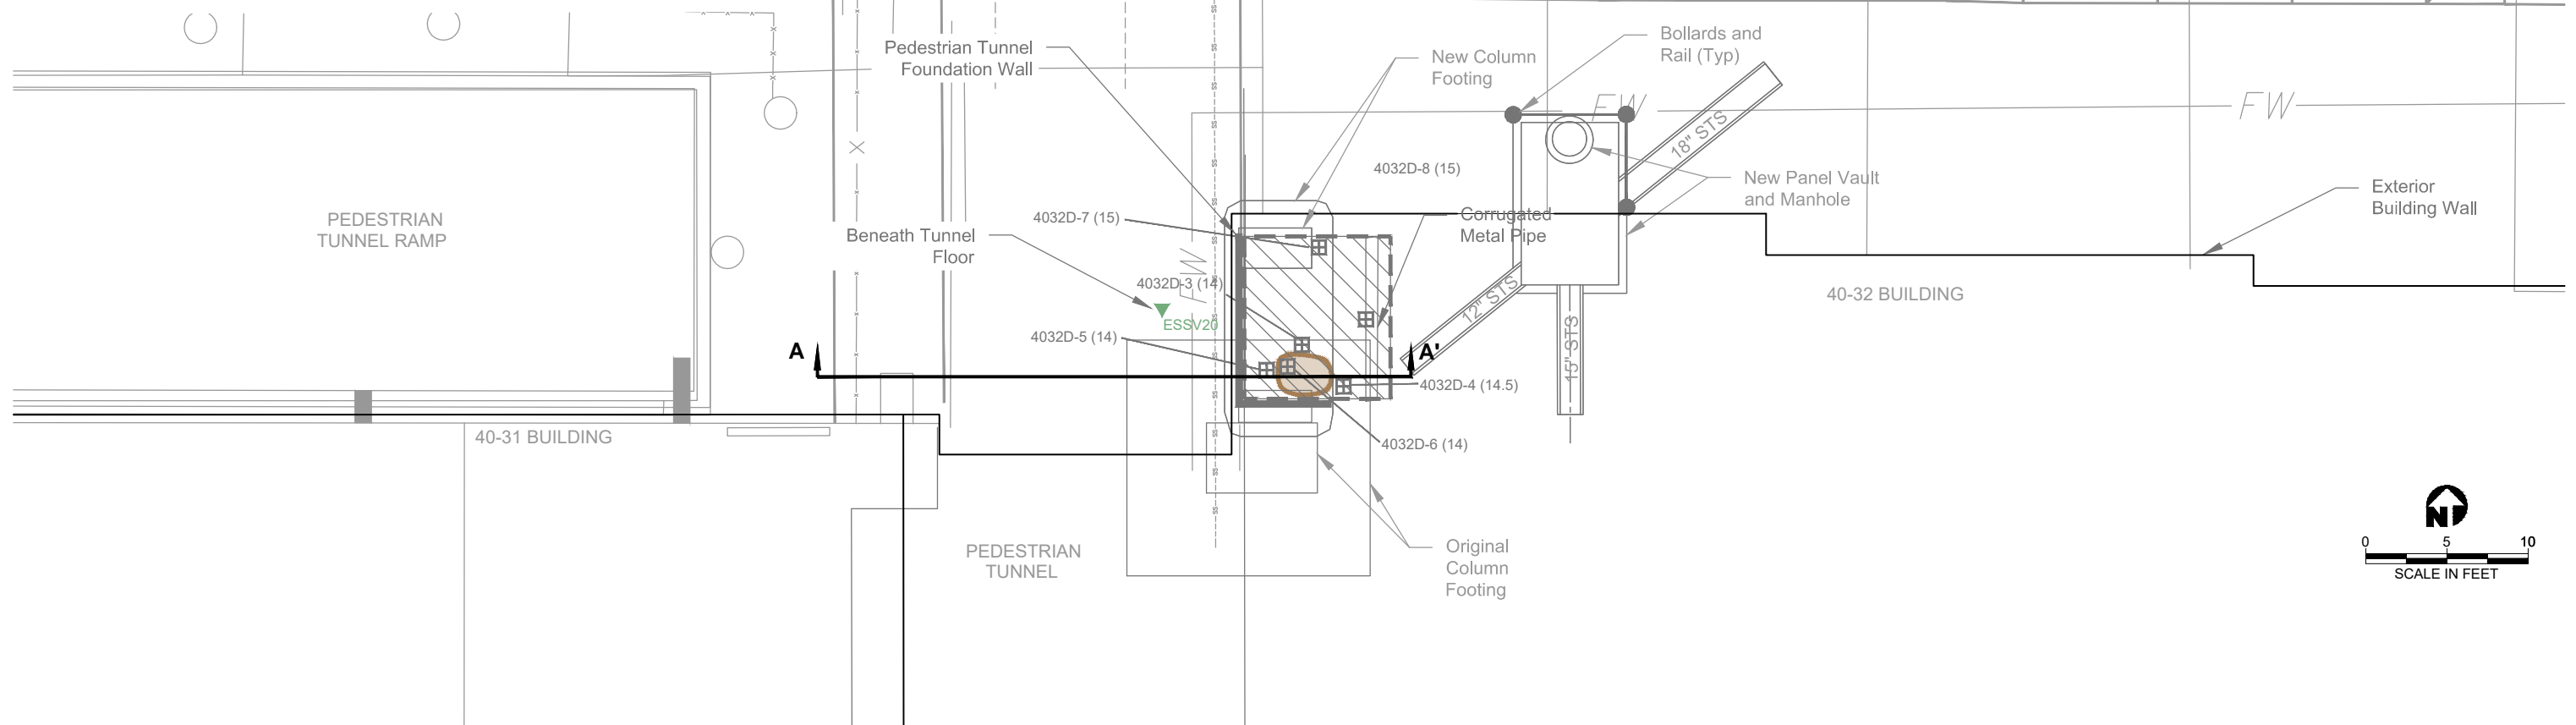 Pedestrian Tunnel
Foundation Wall
New Column
Footing
Bollards and
Rail (Typ)
FW
FW
18" STS
4032D-8 (15)
New Panel Vault
and Manhole
Exterior
Building Wall
PEDESTRIAN
TUNNEL RAMP
4032D-7 (15)
Corrugated
Metal Pipe
Beneath Tunnel
Floor
FW
4032D-3 (14)
12" STS
40-32 BUILDING
ESSV20
4032D-5 (14)
15" STS
A
A'
4032D-4 (14.5)
40-31 BUILDING
4032D-6 (14)
PEDESTRIAN
TUNNEL
Original
Column
Footing
N
0 5 10
SCALE IN FEET